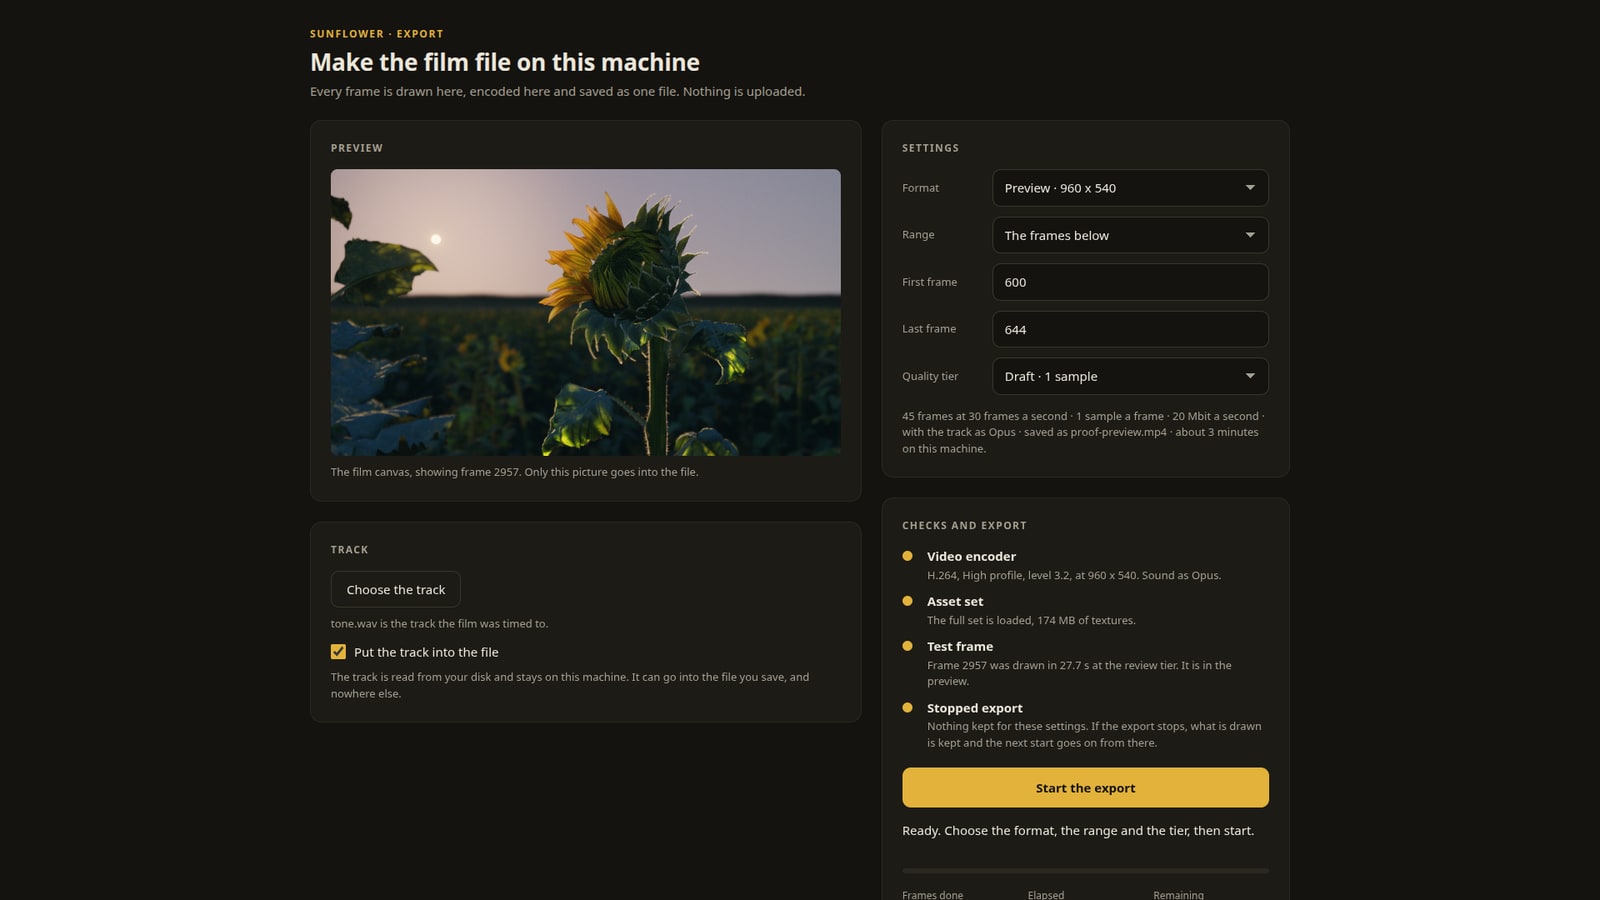 SUNFLOWER · EXPORT
Make the film file on this machine
Every frame is drawn here, encoded here and saved as one file. Nothing is uploaded.
PREVIEW
The film canvas, showing frame 2957. Only this picture goes into the file.
TRACK
Choose the track
tone.wav is the track the film was timed to.
Put the track into the file
The track is read from your disk and stays on this machine. It can go into the file you save, and
nowhere else.
SETTINGS
Format
Preview · 960 x 540
Range
The frames below
First frame
600
Last frame
644
Quality tier
Draft · 1 sample
45 frames at 30 frames a second · 1 sample a frame · 20 Mbit a second ·
with the track as Opus · saved as proof-preview.mp4 · about 3 minutes
on this machine.
CHECKS AND EXPORT
Video encoder
H.264, High profile, level 3.2, at 960 x 540. Sound as Opus.
Asset set
The full set is loaded, 174 MB of textures.
Test frame
Frame 2957 was drawn in 27.7 s at the review tier. It is in the
preview.
Stopped export
Nothing kept for these settings. If the export stops, what is drawn
is kept and the next start goes on from there.
Start the export
Ready. Choose the format, the range and the tier, then start.
Frames done
Elapsed
Remaining